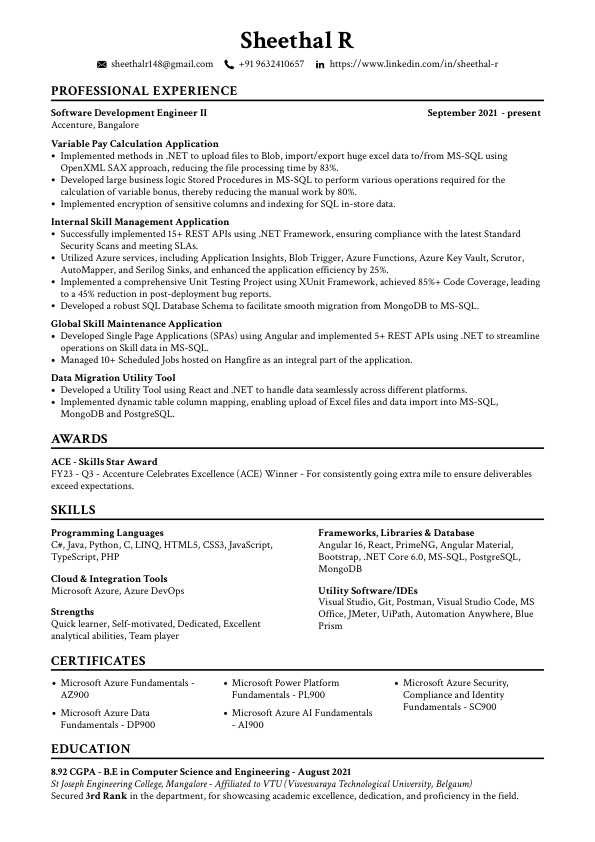 Sheethal R
sheethalr148@gmail.com +91 9632410657 https://www.linkedin.com/in/sheethal-r
PROFESSIONAL EXPERIENCE
Software Development Engineer II September 2021 - present
Accenture, Bangalore
Variable Pay Calculation Application
• Implemented methods in .NET to upload files to Blob, import/export huge excel data to/from MS-SQL using
OpenXML SAX approach, reducing the file processing time by 83%.
• Developed large business logic Stored Procedures in MS-SQL to perform various operations required for the
calculation of variable bonus, thereby reducing the manual work by 80%.
• Implemented encryption of sensitive columns and indexing for SQL in-store data.
Internal Skill Management Application
• Successfully implemented 15+ REST APIs using .NET Framework, ensuring compliance with the latest Standard
Security Scans and meeting SLAs.
• Utilized Azure services, including Application Insights, Blob Trigger, Azure Functions, Azure Key Vault, Scrutor,
AutoMapper, and Serilog Sinks, and enhanced the application efficiency by 25%.
• Implemented a comprehensive Unit Testing Project using XUnit Framework, achieved 85%+ Code Coverage, leading
to a 45% reduction in post-deployment bug reports.
• Developed a robust SQL Database Schema to facilitate smooth migration from MongoDB to MS-SQL.
Global Skill Maintenance Application
• Developed Single Page Applications (SPAs) using Angular and implemented 5+ REST APIs using .NET to streamline
operations on Skill data in MS-SQL.
• Managed 10+ Scheduled Jobs hosted on Hangfire as an integral part of the application.
Data Migration Utility Tool
• Developed a Utility Tool using React and .NET to handle data seamlessly across different platforms.
• Implemented dynamic table column mapping, enabling upload of Excel files and data import into MS-SQL,
MongoDB and PostgreSQL.
AWARDS
ACE - Skills Star Award
FY23 - Q3 - Accenture Celebrates Excellence (ACE) Winner - For consistently going extra mile to ensure deliverables
exceed expectations.
SKILLS
Programming Languages
C#, Java, Python, C, LINQ, HTML5, CSS3, JavaScript,
TypeScript, PHP
Cloud & Integration Tools
Microsoft Azure, Azure DevOps
Strengths
Quick learner, Self-motivated, Dedicated, Excellent
analytical abilities, Team player
Frameworks, Libraries & Database
Angular 16, React, PrimeNG, Angular Material,
Bootstrap, .NET Core 6.0, MS-SQL, PostgreSQL,
MongoDB
Utility Software/IDEs
Visual Studio, Git, Postman, Visual Studio Code, MS
Office, JMeter, UiPath, Automation Anywhere, Blue
Prism
CERTIFICATES
• Microsoft Azure Fundamentals -
AZ900
• Microsoft Azure Data
Fundamentals - DP900
• Microsoft Power Platform
Fundamentals - PL900
• Microsoft Azure AI Fundamentals
- AI900
• Microsoft Azure Security,
Compliance and Identity
Fundamentals - SC900
EDUCATION
8.92 CGPA - B.E in Computer Science and Engineering - August 2021
St Joseph Engineering College, Mangalore - Affiliated to VTU (Visvesvaraya Technological University, Belgaum)
Secured 3rd Rank in the department, for showcasing academic excellence, dedication, and proficiency in the field.